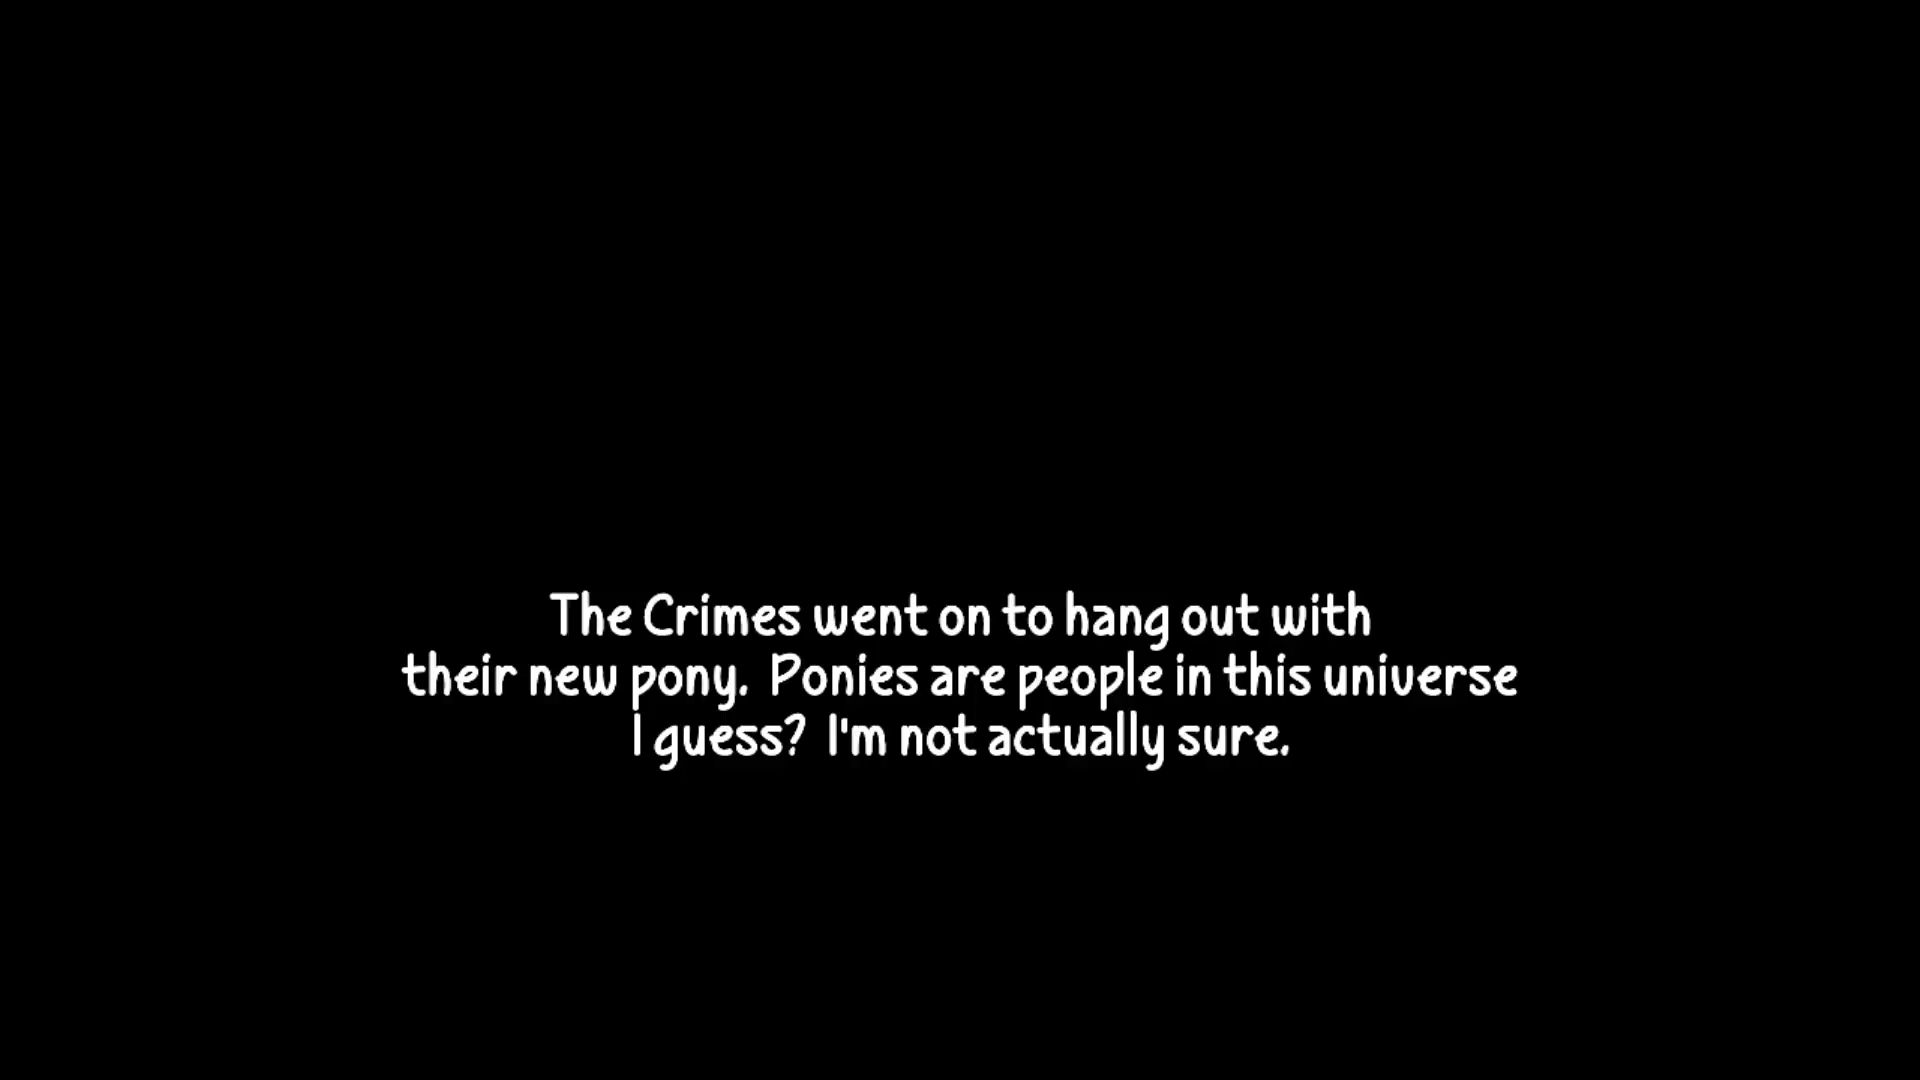 The Crimes went on to hang out with
their new pony.  Ponies are people in this universe
I guess?  I'm not actually sure.